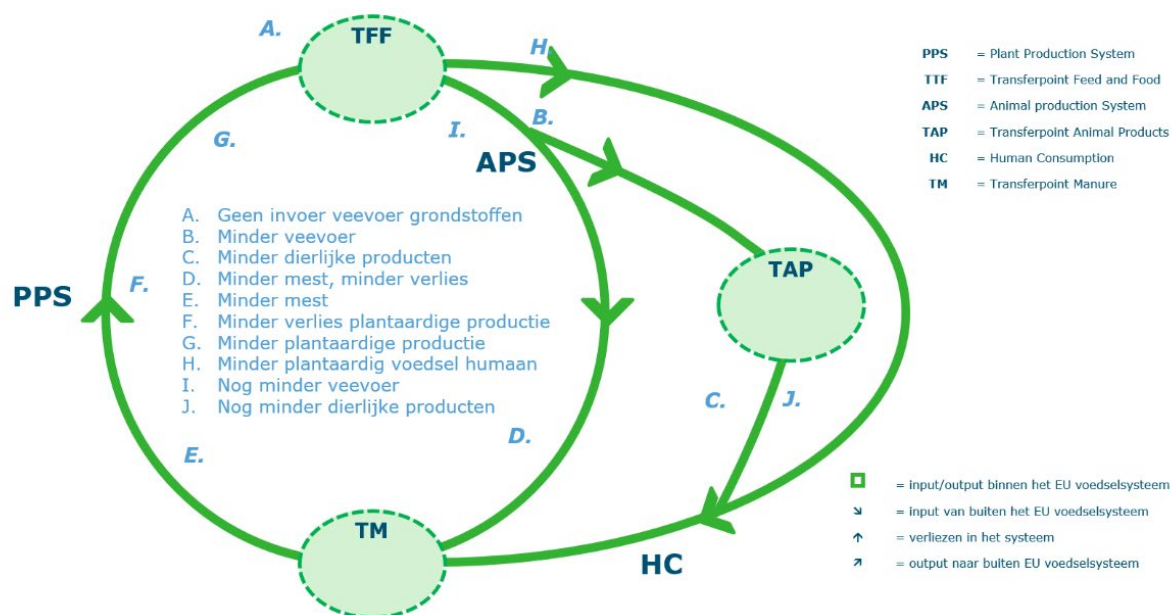 A.
TFF
H.
G.
I.
B.
APS
A. Geen invoer veevoer grondstoffen
B. Minder veevoer
C. Minder dierlijke producten
D. Minder mest, minder verlies
E. Minder mest
F. Minder verlies plantaardige productie
G. Minder plantaardige productie
H. Minder plantaardig voedsel humaan
I. Nog minder veevoer
J. Nog minder dierlijke producten
PPS
F.
TAP
C.
J.
E.
D.
TM
HC
PPS = Plant Production System
TTF = Transferpoint Feed and Food
APS = Animal production System
TAP = Transferpoint Animal Products
HC = Human Consumption
TM = Transferpoint Manure
= input/output binnen het EU voedselsysteem
= input van buiten het EU voedselsysteem
= verliezen in het systeem
= output naar buiten EU voedselsysteem